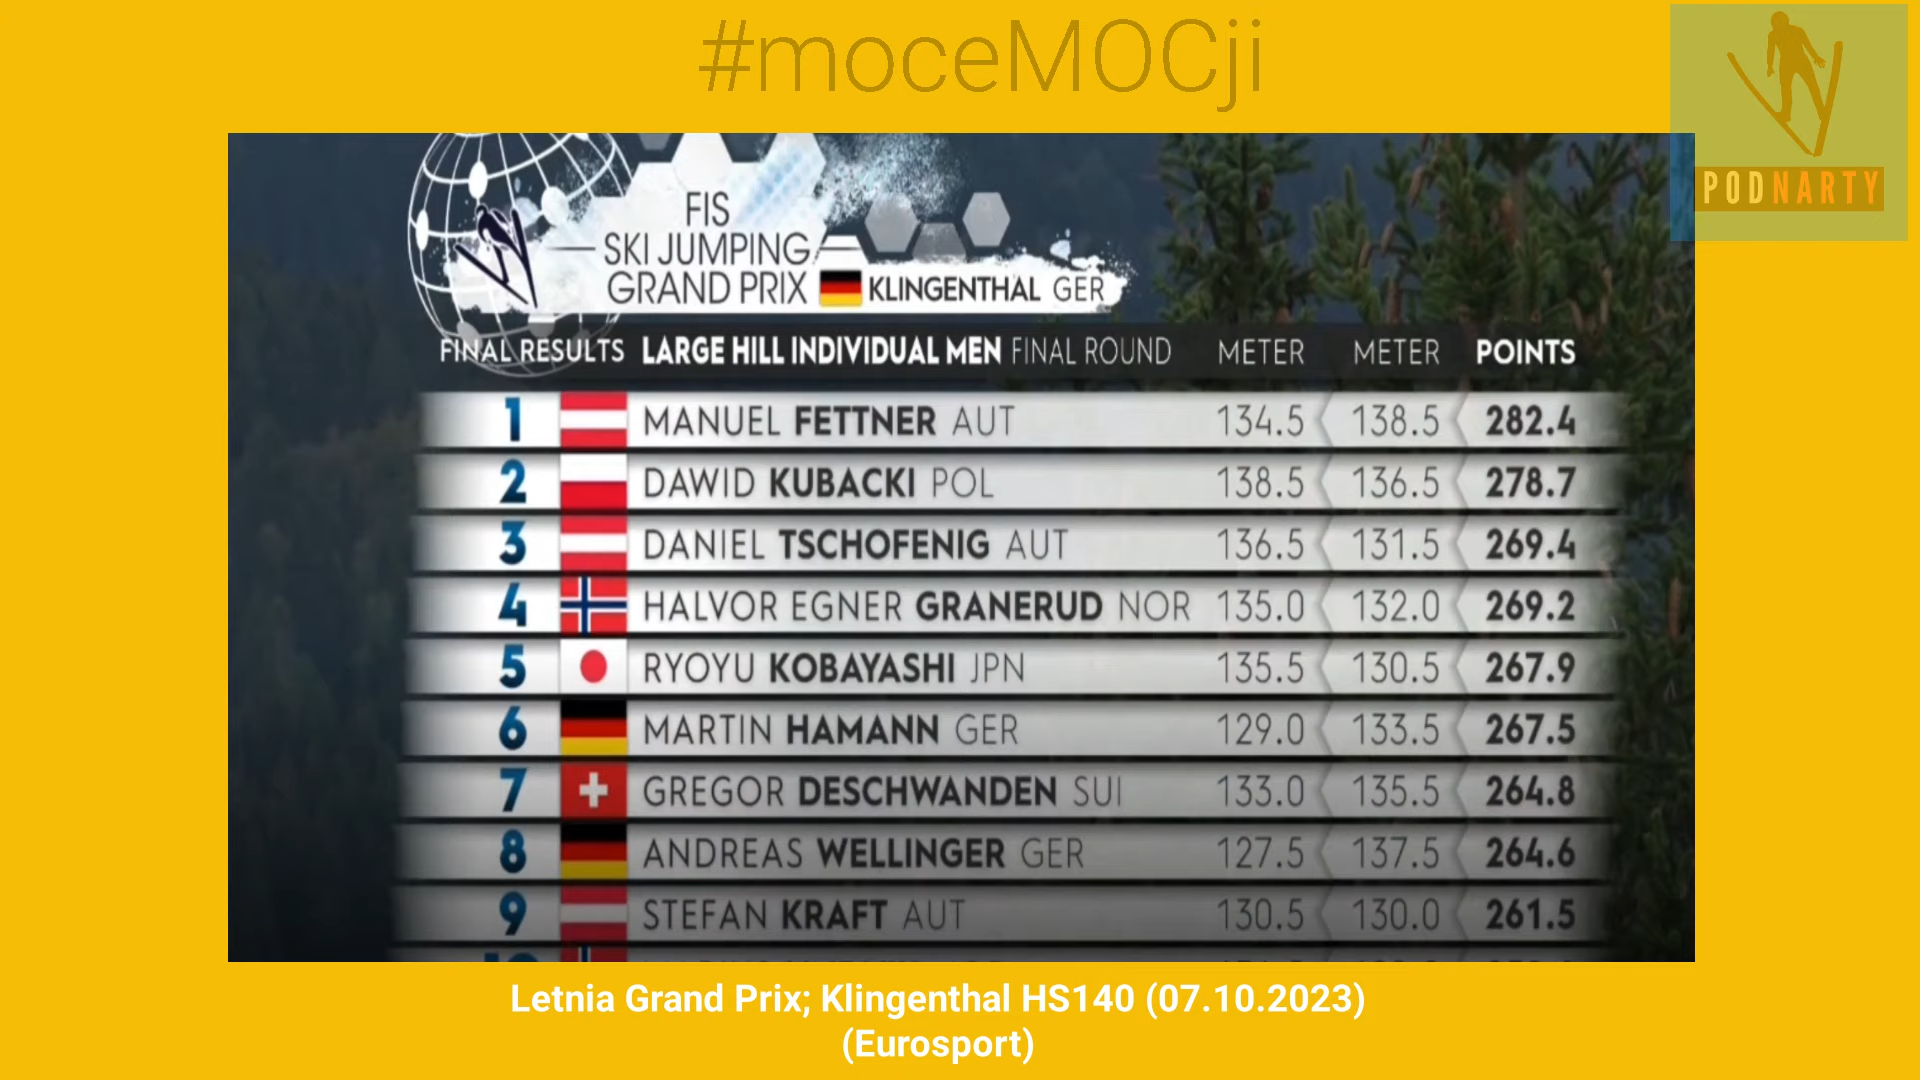 #moceMOCji
PODNARTY
FIS
SKI JUMPING
GRAND PRIX KLINGENTHAL GER
FINAL RESULTS LARGE HILL INDIVIDUAL MEN FINAL ROUND METER METER POINTS
1 MANUEL FETTNER AUT 134.5 138.5 282.4
2 DAWID KUBACKI POL 138.5 136.5 278.7
3 DANIEL TSCHOFENIG AUT 136.5 131.5 269.4
4 HALVOR EGNER GRANERUD NOR 135.0 132.0 269.2
5 RYOYU KOBAYASHI JPN 135.5 130.5 267.9
6 MARTIN HAMANN GER 129.0 133.5 267.5
7 GREGOR DESCHWANDEN SUI 133.0 135.5 264.8
8 ANDREAS WELLINGER GER 127.5 137.5 264.6
9 STEFAN KRAFT AUT 130.5 130.0 261.5
Letnia Grand Prix; Klingenthal HS140 (07.10.2023)
(Eurosport)